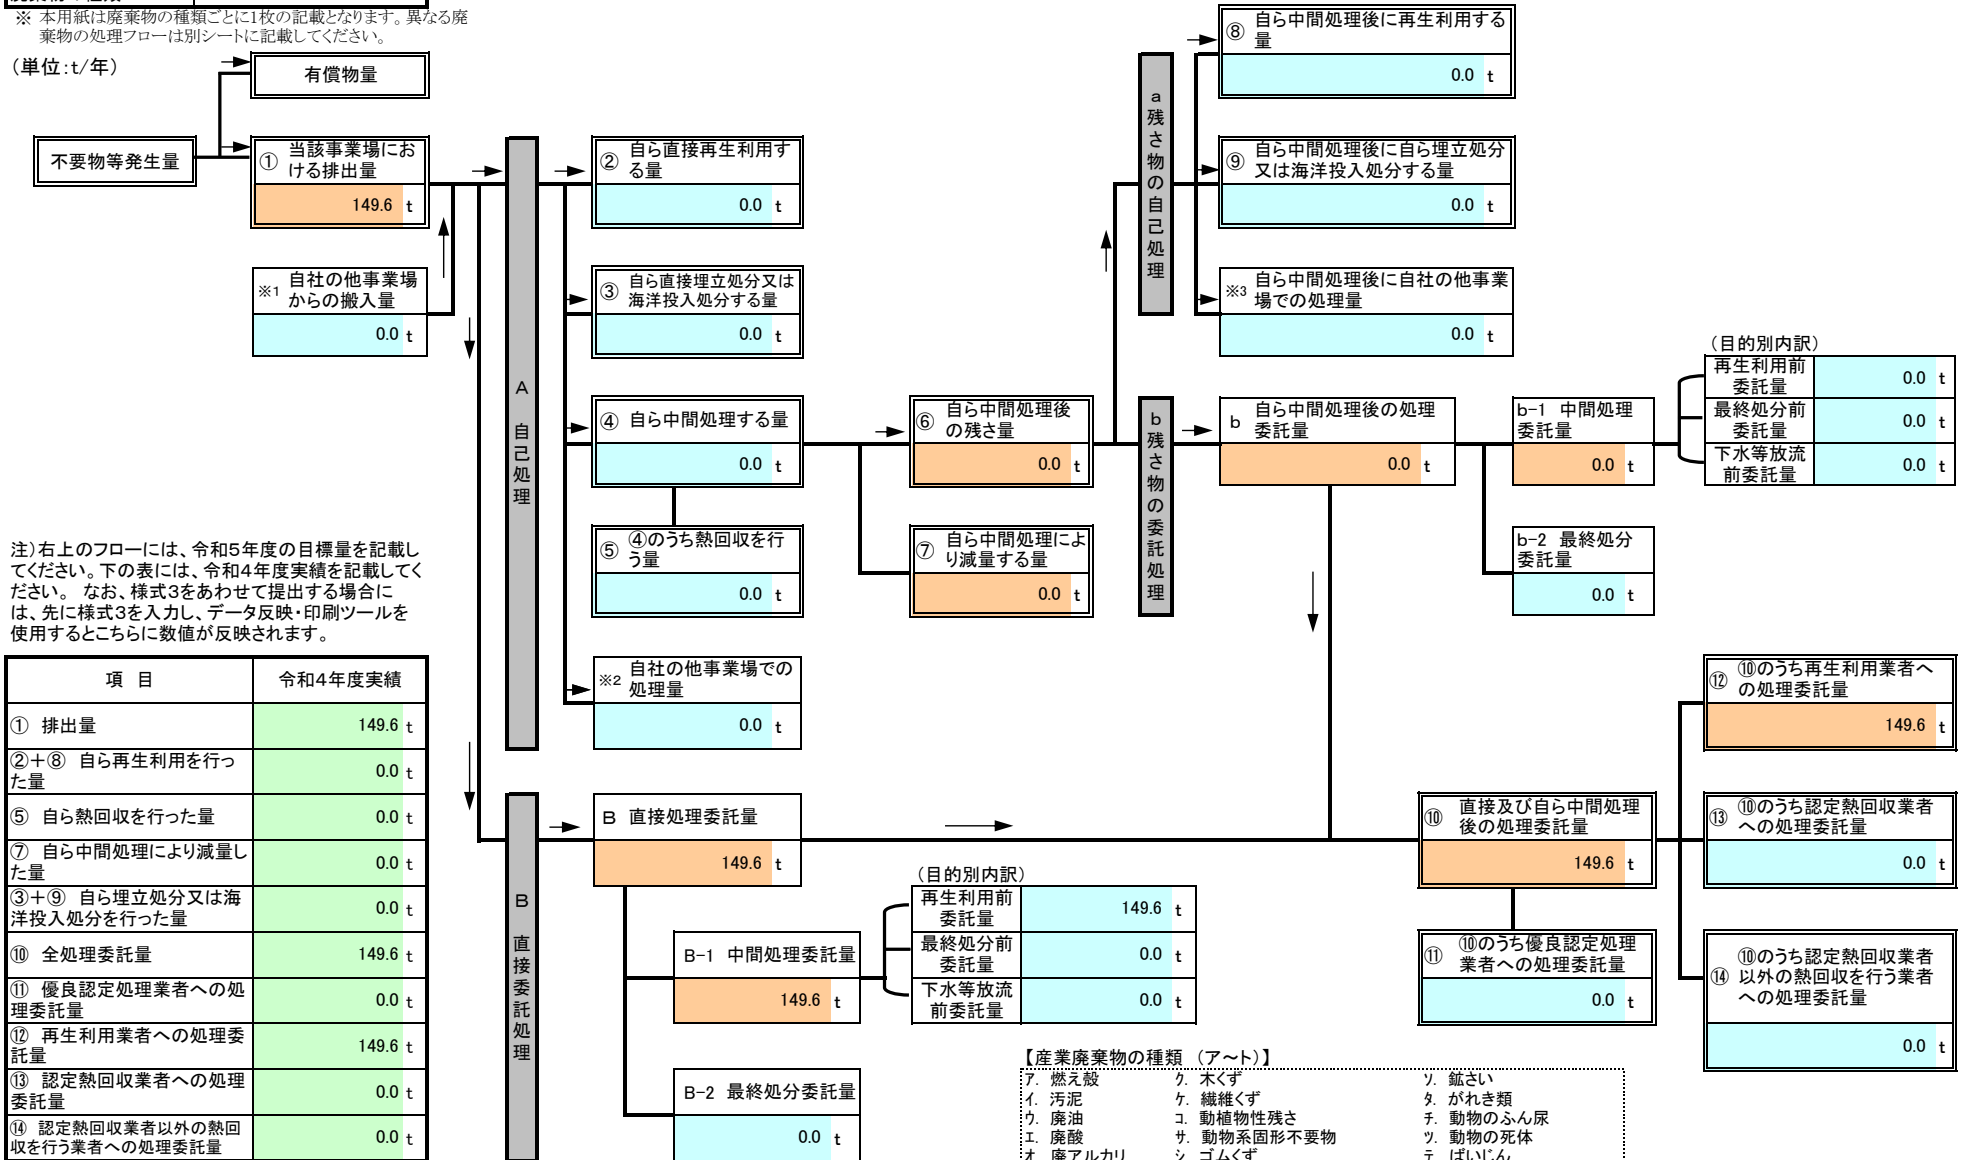 ※ 本用紙は廃棄物の種類ごとに1枚の記載となります。異なる廃
棄物の処理フローは別シートに記載してください。
(単位:t/年)
有償物量
不要物等発生量
① 当該事業場にお
ける排出量
149.6 t
※1 自社の他事業場
からの搬入量
0.0 t
A 自己処理
② 自ら直接再生利用す
る量
0.0 t
③ 自ら直接埋立処分又は
海洋投入処分する量
0.0 t
④ 自ら中間処理する量
0.0 t
⑤ ④のうち熱回収を行
う量
0.0 t
※2 自社の他事業場での
処理量
0.0 t
⑥ 自ら中間処理後
の残さ量
0.0 t
⑦ 自ら中間処理によ
り減量する量
0.0 t
a 残さ物の自己処理
⑧ 自ら中間処理後に再生利用する
量
0.0 t
⑨ 自ら中間処理後に自ら埋立処分
又は海洋投入処分する量
0.0 t
※3 自ら中間処理後に自社の他事業
場での処理量
0.0 t
b 残さ物の委託処理
b 自ら中間処理後の処理
委託量
0.0 t
b-1 中間処理
委託量
0.0 t
b-2 最終処分
委託量
0.0 t
(目的別内訳)
再生利用前
委託量
0.0 t
最終処分前
委託量
0.0 t
下水等放流
前委託量
0.0 t
注)右上のフローには、令和5年度の目標量を記載し
てください。下の表には、令和4年度実績を記載してく
ださい。 なお、様式3をあわせて提出する場合に
は、先に様式3を入力し、データ反映・印刷ツールを
使用するとこちらに数値が反映されます。
項 目 令和4年度実績
① 排出量 149.6 t
②+⑧ 自ら再生利用を行っ
た量 0.0 t
⑤ 自ら熱回収を行った量 0.0 t
⑦ 自ら中間処理により減量し
た量 0.0 t
③+⑨ 自ら埋立処分又は海
洋投入処分を行った量 0.0 t
⑩ 全処理委託量 149.6 t
⑪ 優良認定処理業者への処
理委託量 0.0 t
⑫ 再生利用業者への処理委
託量 149.6 t
⑬ 認定熱回収業者への処理
委託量 0.0 t
⑭ 認定熱回収業者以外の熱回
収を行う業者への処理委託量 0.0 t
B 直接委託処理
B 直接処理委託量
149.6 t
B-1 中間処理委託量
149.6 t
B-2 最終処分委託量
0.0 t
(目的別内訳)
再生利用前
委託量
149.6 t
最終処分前
委託量
0.0 t
下水等放流
前委託量
0.0 t
⑩ 直接及び自ら中間処理
後の処理委託量
149.6 t
⑪ ⑩のうち優良認定処理
業者への処理委託量
0.0 t
⑫ ⑩のうち再生利用業者へ
の処理委託量
149.6 t
⑬ ⑩のうち認定熱回収業者
への処理委託量
0.0 t
⑭ ⑩のうち認定熱回収業者
以外の熱回収を行う業者
への処理委託量
0.0 t
【産業廃棄物の種類 (ア~ト)】
ア. 燃え殻 ク. 木くず ソ. 鉱さい
イ. 汚泥 ケ. 繊維くず タ. がれき類
ウ. 廃油 コ. 動植物性残さ チ. 動物のふん尿
エ. 廃酸 サ. 動物系固形不要物 ツ. 動物の死体
オ. 廃アルカリ シ. ゴムくず テ. ばいじん